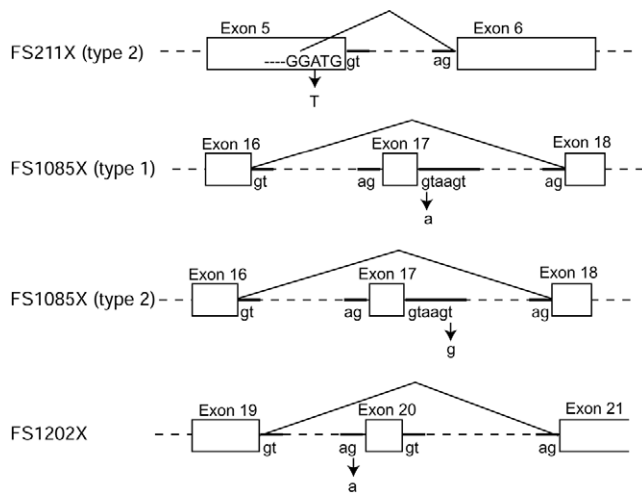 Exon 5 Exon 6
FS211X (type 2)
----GGATG gt ag
T
Exon 16 Exon 17 Exon 18
FS1085X (type 1)
gt ag gtaagt ag
a
Exon 16 Exon 17 Exon 18
FS1085X (type 2)
gt ag gtaagt ag
g
Exon 19 Exon 20 Exon 21
FS1202X
gt ag gt ag
a